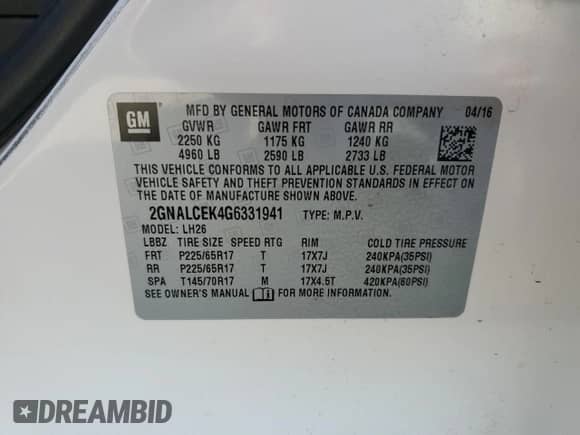 GM
MFD BY GENERAL MOTORS OF CANADA COMPANY 04/16
GVWR GAWR FRT GAWR RR
2250 KG 1175 KG 1240 KG
4960 LB 2590 LB 2733 LB
THIS VEHICLE CONFORMS TO ALL APPLICABLE U.S. FEDERAL MOTOR
VEHICLE SAFETY AND THEFT PREVENTION STANDARDS IN EFFECT ON
THE DATE OF MANUFACTURE SHOWN ABOVE.
2GNALCEK4G6331941 TYPE: M.P.V.
MODEL: LH26
LBBZ TIRE SIZE SPEED RTG RIM COLD TIRE PRESSURE
FRT P225/65R17 T 17X7J 240KPA(35PSI)
RR P225/65R17 T 17X7J 240KPA(35PSI)
SPA T145/70R17 M 17X4.5T 420KPA(60PSI)
SEE OWNER'S MANUAL FOR MORE INFORMATION.
DREAMBID